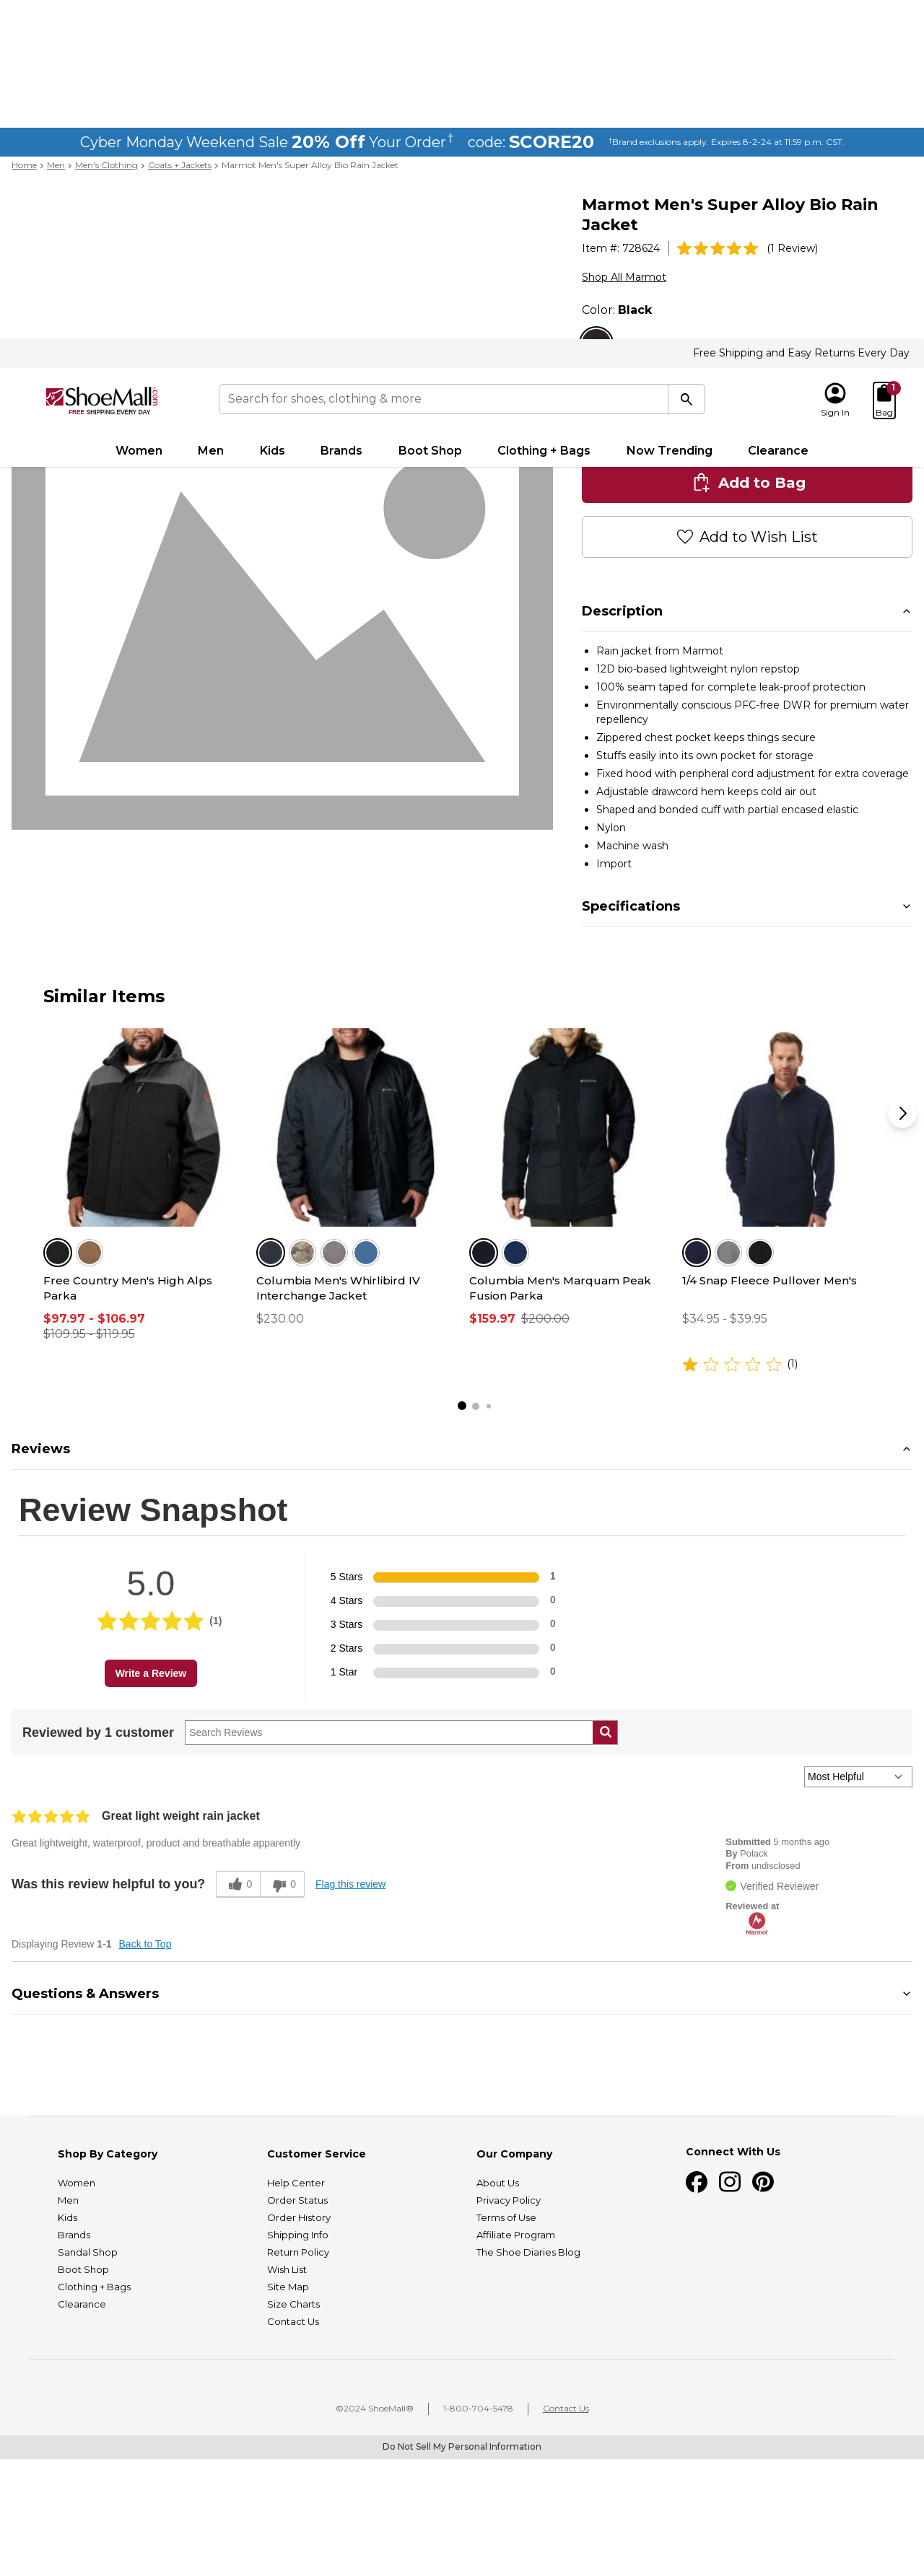 Cyber Monday Weekend Sale 20% Off Your Order† code: SCORE20 †Brand exclusions apply. Expires 8-2-24 at 11:59 p.m. CST.
Home > Men > Men's Clothing > Coats + Jackets > Marmot Men's Super Alloy Bio Rain Jacket
Marmot Men's Super Alloy Bio Rain
Jacket
Item #: 728624 (1 Review)
Shop All Marmot
Color: Black
Free Shipping and Easy Returns Every Day
ShoeMall.com
FREE SHIPPING EVERY DAY
Search for shoes, clothing & more
Sign In
1
Bag
Women Men Kids Brands Boot Shop Clothing + Bags Now Trending Clearance
Add to Bag
Add to Wish List
Description
Rain jacket from Marmot
12D bio-based lightweight nylon repstop
100% seam taped for complete leak-proof protection
Environmentally conscious PFC-free DWR for premium water
repellency
Zippered chest pocket keeps things secure
Stuffs easily into its own pocket for storage
Fixed hood with peripheral cord adjustment for extra coverage
Adjustable drawcord hem keeps cold air out
Shaped and bonded cuff with partial encased elastic
Nylon
Machine wash
Import
Specifications
Similar Items
Free Country Men's High Alps
Parka
$97.97 - $106.97
$109.95 - $119.95
Columbia Men's Whirlibird IV
Interchange Jacket
$230.00
Columbia Men's Marquam Peak
Fusion Parka
$159.97 $200.00
1/4 Snap Fleece Pullover Men's
$34.95 - $39.95
(1)
Reviews
Review Snapshot
5.0
(1)
Write a Review
5 Stars 1
4 Stars 0
3 Stars 0
2 Stars 0
1 Star 0
Reviewed by 1 customer
Search Reviews
Most Helpful
Great light weight rain jacket
Great lightweight, waterproof, product and breathable apparently
Was this review helpful to you? 0 0 Flag this review
Submitted 5 months ago
By Polack
From undisclosed
Verified Reviewer
Reviewed at
Marmot
Displaying Review 1-1 Back to Top
Questions & Answers
Shop By Category
Women
Men
Kids
Brands
Sandal Shop
Boot Shop
Clothing + Bags
Clearance
Customer Service
Help Center
Order Status
Order History
Shipping Info
Return Policy
Wish List
Site Map
Size Charts
Contact Us
Our Company
About Us
Privacy Policy
Terms of Use
Affiliate Program
The Shoe Diaries Blog
Connect With Us
©2024 ShoeMall® 1-800-704-5478 Contact Us
Do Not Sell My Personal Information